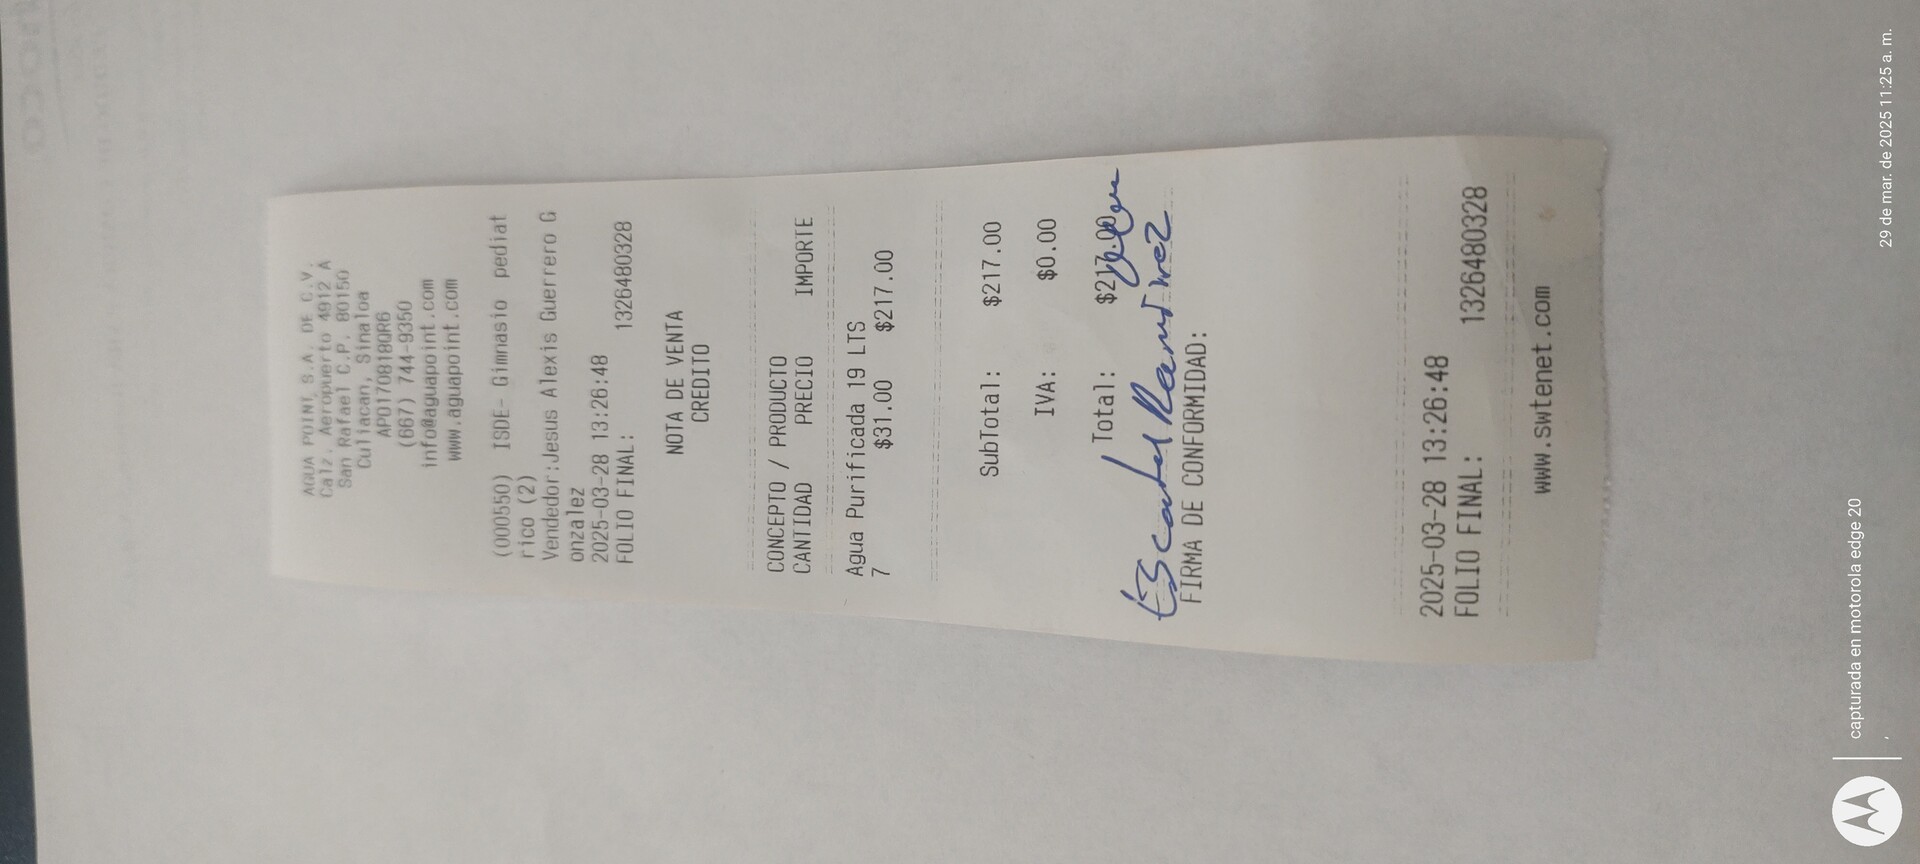 AGUA POINT, S.A. DE C.V.
Calz. Aeropuerto 4912 A
San Rafael C.P. 80150
Culiacan, Sinaloa
APO170818QR6
(667) 744-9350
info@aguapoint.com
www.aguapoint.com
(000550) ISDE- Gimnasio pediat
rico (2)
Vendedor:Jesus Alexis Guerrero G
onzalez
2025-03-28 13:26:48
FOLIO FINAL: 1326480328
NOTA DE VENTA
CREDITO
CONCEPTO / PRODUCTO
CANTIDAD PRECIO IMPORTE
Agua Purificada 19 LTS
7 $31.00 $217.00
SubTotal: $217.00
IVA: $0.00
Total: $217.00
FIRMA DE CONFORMIDAD:
2025-03-28 13:26:48
FOLIO FINAL: 1326480328
www.Swtenet.com
capturada en motorola edge 20
29 de mar. de 2025 11:25 a. m.